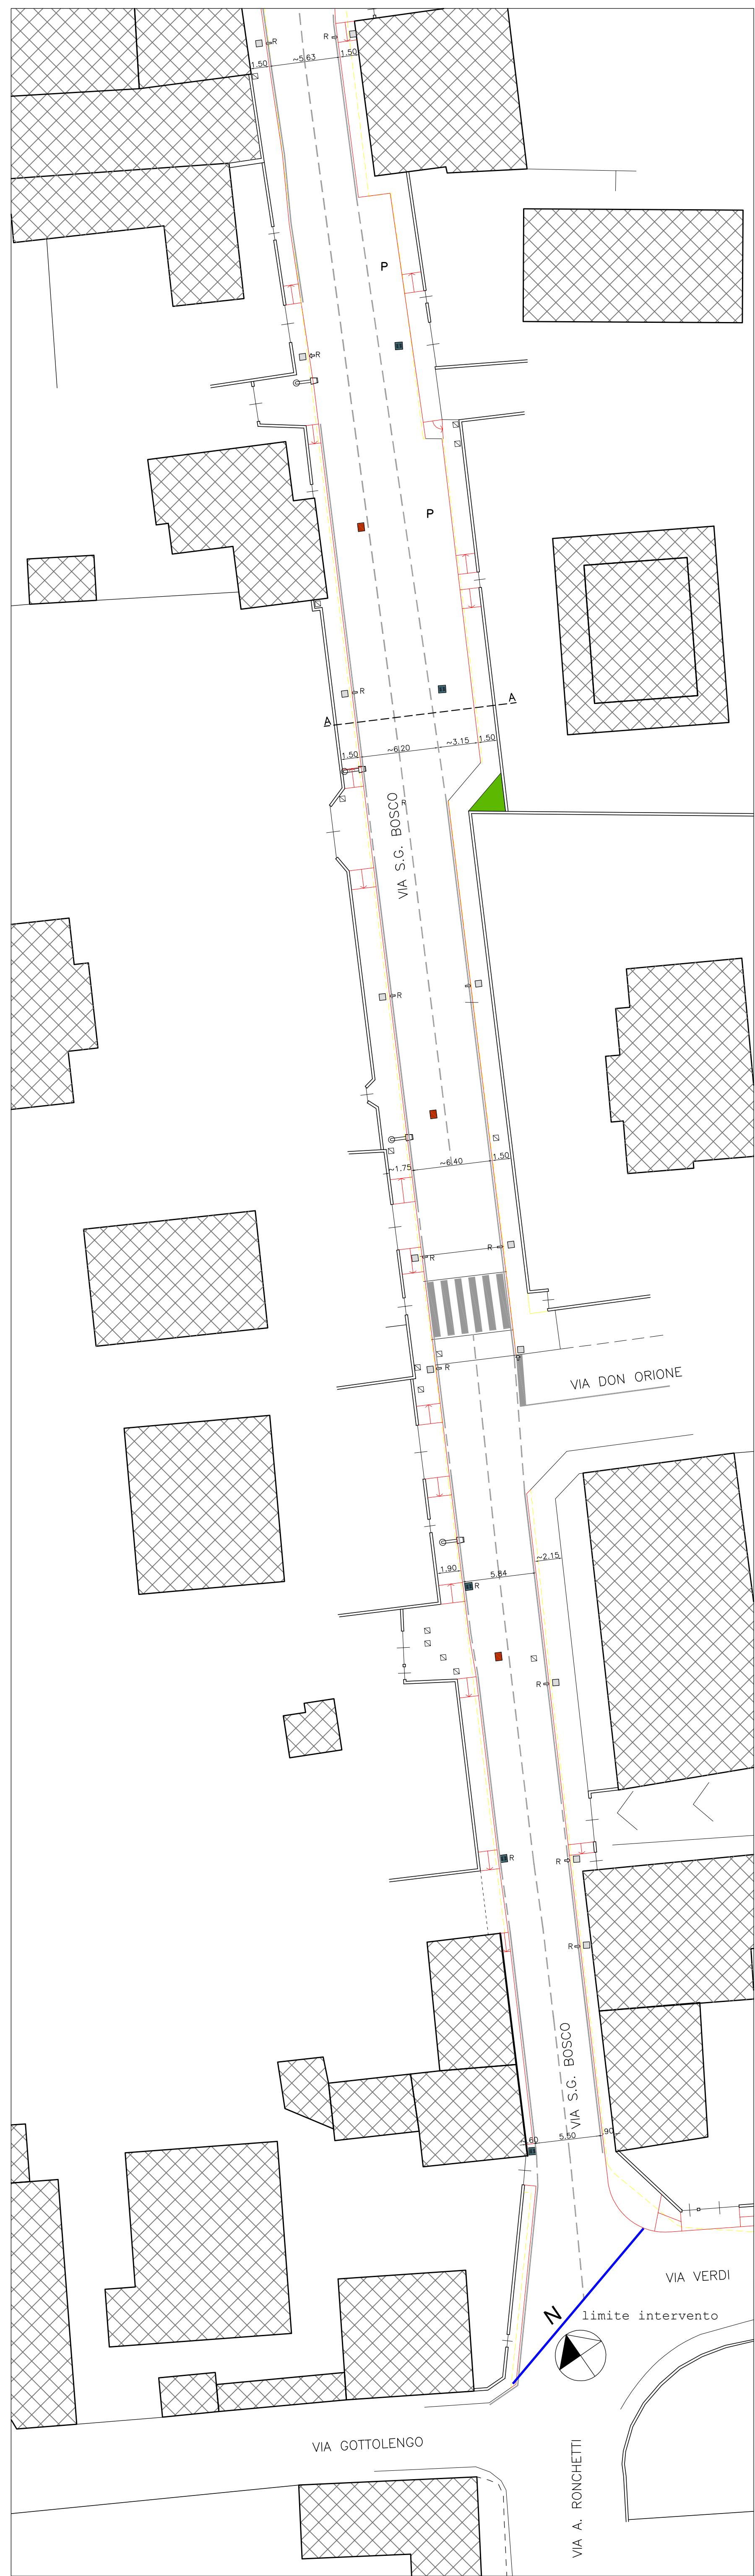 R
R
1.50
~5.63
1.50
P
R
P
R
A
A
1.50
~6.20
~3.15
1.50
R
VIA S.G. BOSCO
R
~1.75
~6.40
1.50
R
R
R
VIA DON ORIONE
1.90
5.84
~2.15
R
R
R
R
R
VIA S.G. BOSCO
.60
5.50
.90
VIA VERDI
N
limite intervento
VIA GOTTOLENGO
VIA A. RONCHETTI